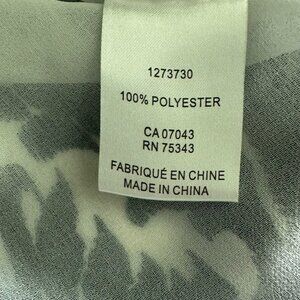 1273730
100% POLYESTER
CA 07043
RN 75343
FABRIQUÉ EN CHINE
MADE IN CHINA